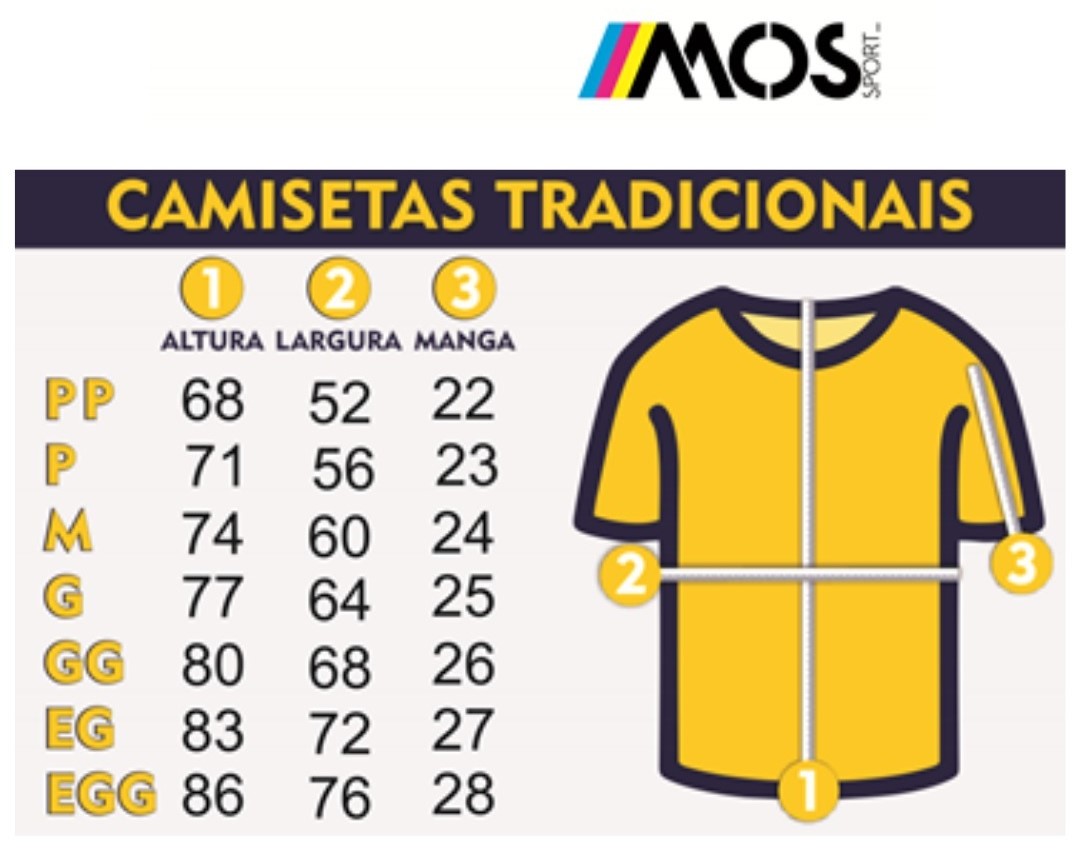 MOS SPORT
CAMISETAS TRADICIONAIS
1 2 3
ALTURA LARGURA MANGA
PP 68 52 22
P 71 56 23
M 74 60 24
G 77 64 25
GG 80 68 26
EG 83 72 27
EGG 86 76 28
2
3
1